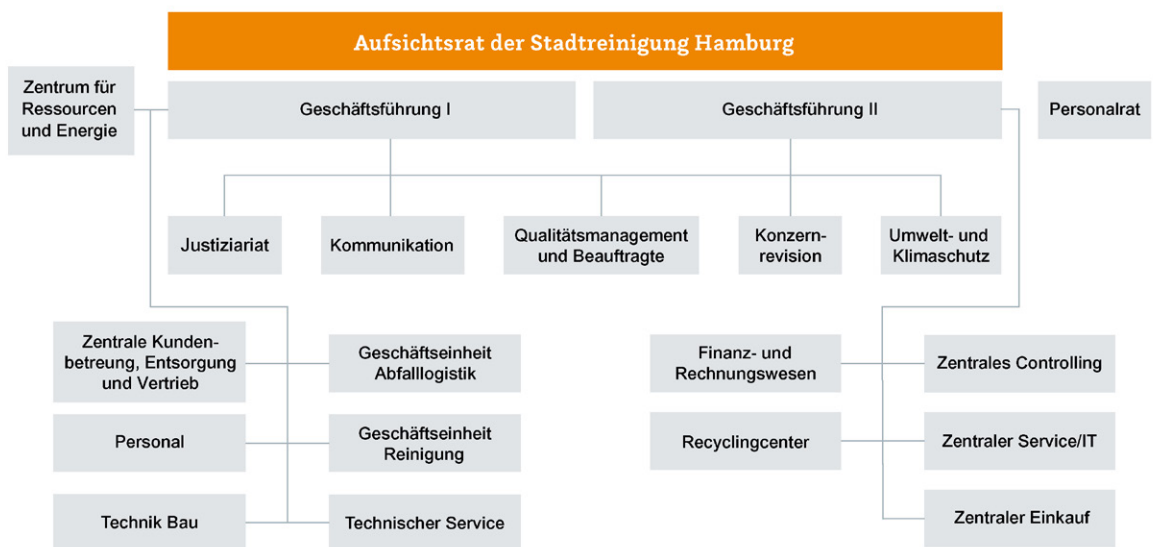 Aufsichtsrat der Stadtreinigung Hamburg
Zentrum für
Ressourcen
und Energie
Geschäftsführung I
Geschäftsführung II
Personalrat
Justiziariat
Kommunikation
Qualitätsmanagement
und Beauftragte
Konzern-
revision
Umwelt- und
Klimaschutz
Zentrale Kunden-
betreung, Entsorgung
und Vertrieb
Geschäftseinheit
Abfalllogistik
Finanz- und
Rechnungswesen
Zentrales Controlling
Personal
Geschäftseinheit
Reinigung
Recyclingcenter
Zentraler Service/IT
Technik Bau
Technischer Service
Zentraler Einkauf